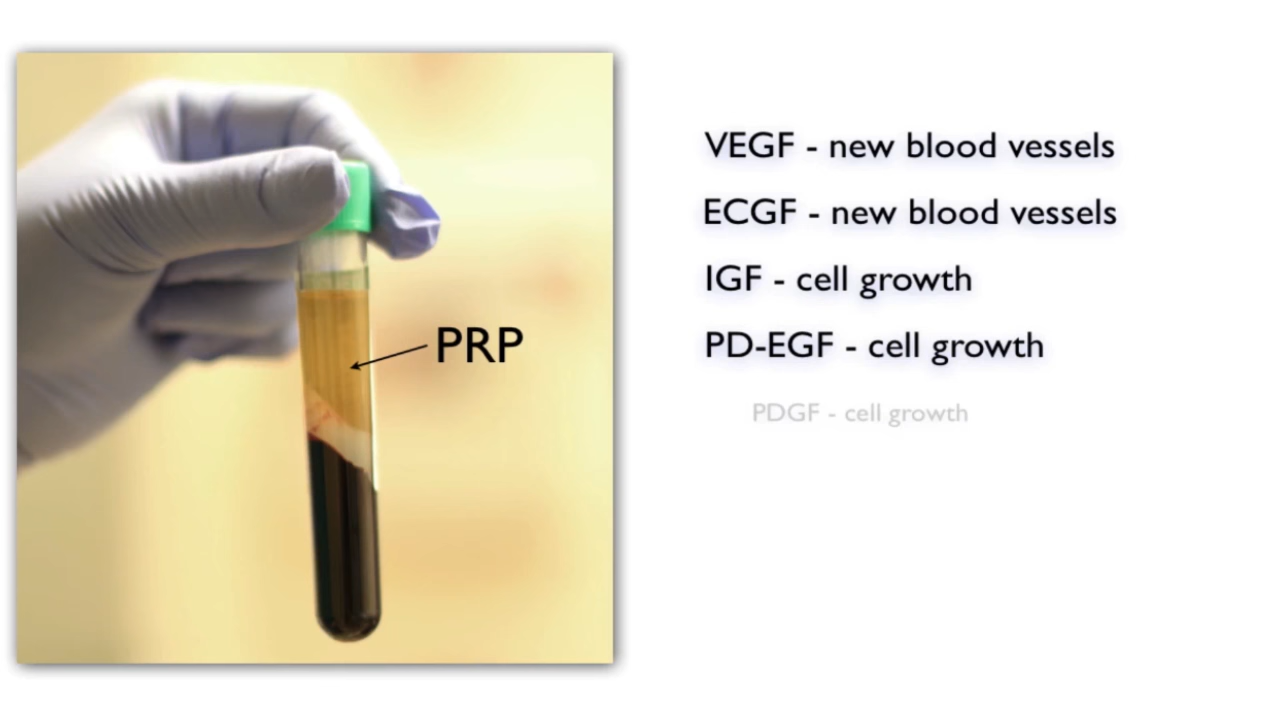 PRP
VEGF - new blood vessels
ECGF - new blood vessels
IGF - cell growth
PD-EGF - cell growth
PDGF - cell growth